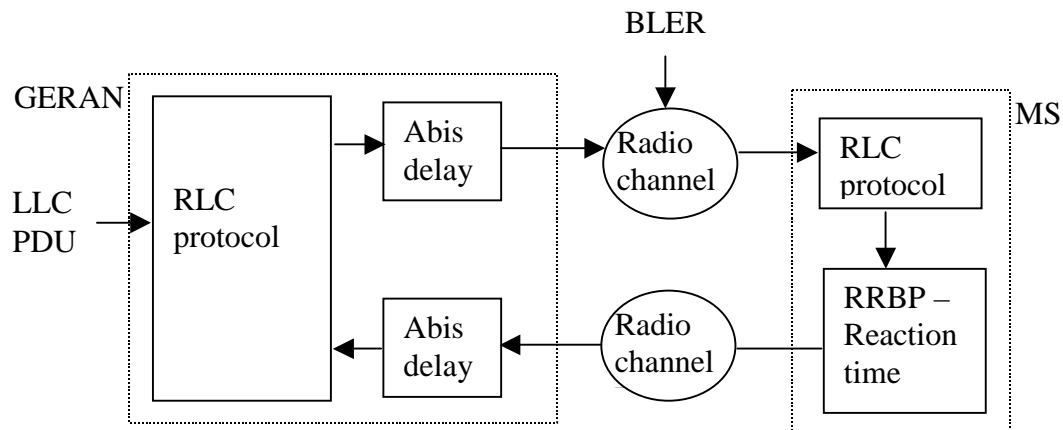 BLER
GERAN
MS
Abis
delay
Radio
channel
RLC
protocol
LLC
PDU
RLC
protocol
Abis
delay
Radio
channel
RRBP –
Reaction
time